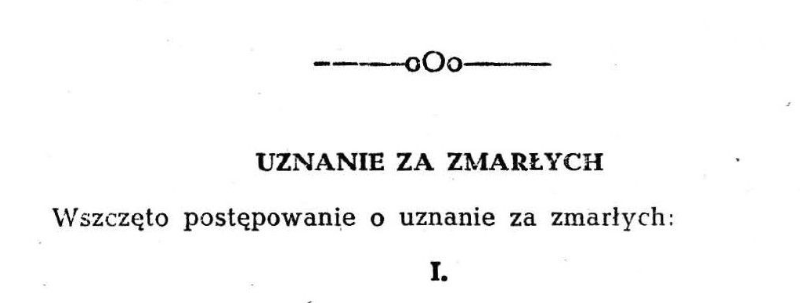 ———oOo———
UZNANIE ZA ZMARŁYCH
Wszczęto postępowanie o uznanie za zmarłych:
I.